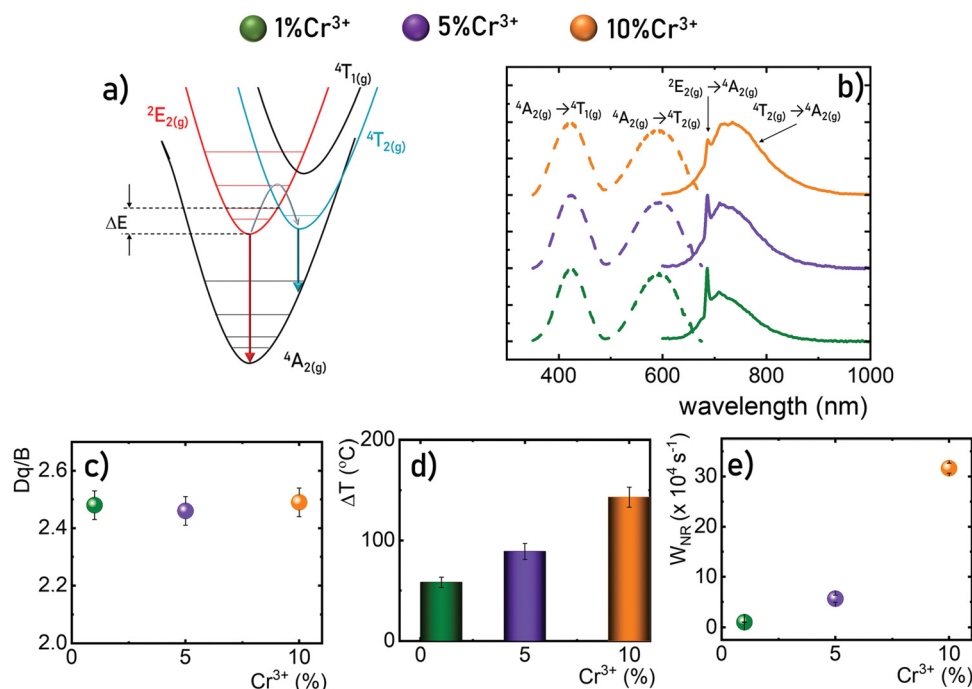 1%Cr³⁺ 5%Cr³⁺ 10%Cr³⁺
a)
⁴T₁(g)
²E₂(g)
⁴T₂(g)
ΔE
⁴A₂(g)
b)
²E₂(g)→⁴A₂(g)
⁴A₂(g)→⁴T₁(g) ⁴A₂(g)→⁴T₂(g) ⁴T₂(g)→⁴A₂(g)
400 600 800 1000
wavelength (nm)
c)
Dq/B
2.6
2.4
2.2
2.0
0 5 10
Cr³⁺ (%)
d)
ΔT (°C)
200
100
0
0 5 10
Cr³⁺ (%)
e)
W_NR (x 10⁴ s⁻¹)
30
20
10
0
0 5 10
Cr³⁺ (%)